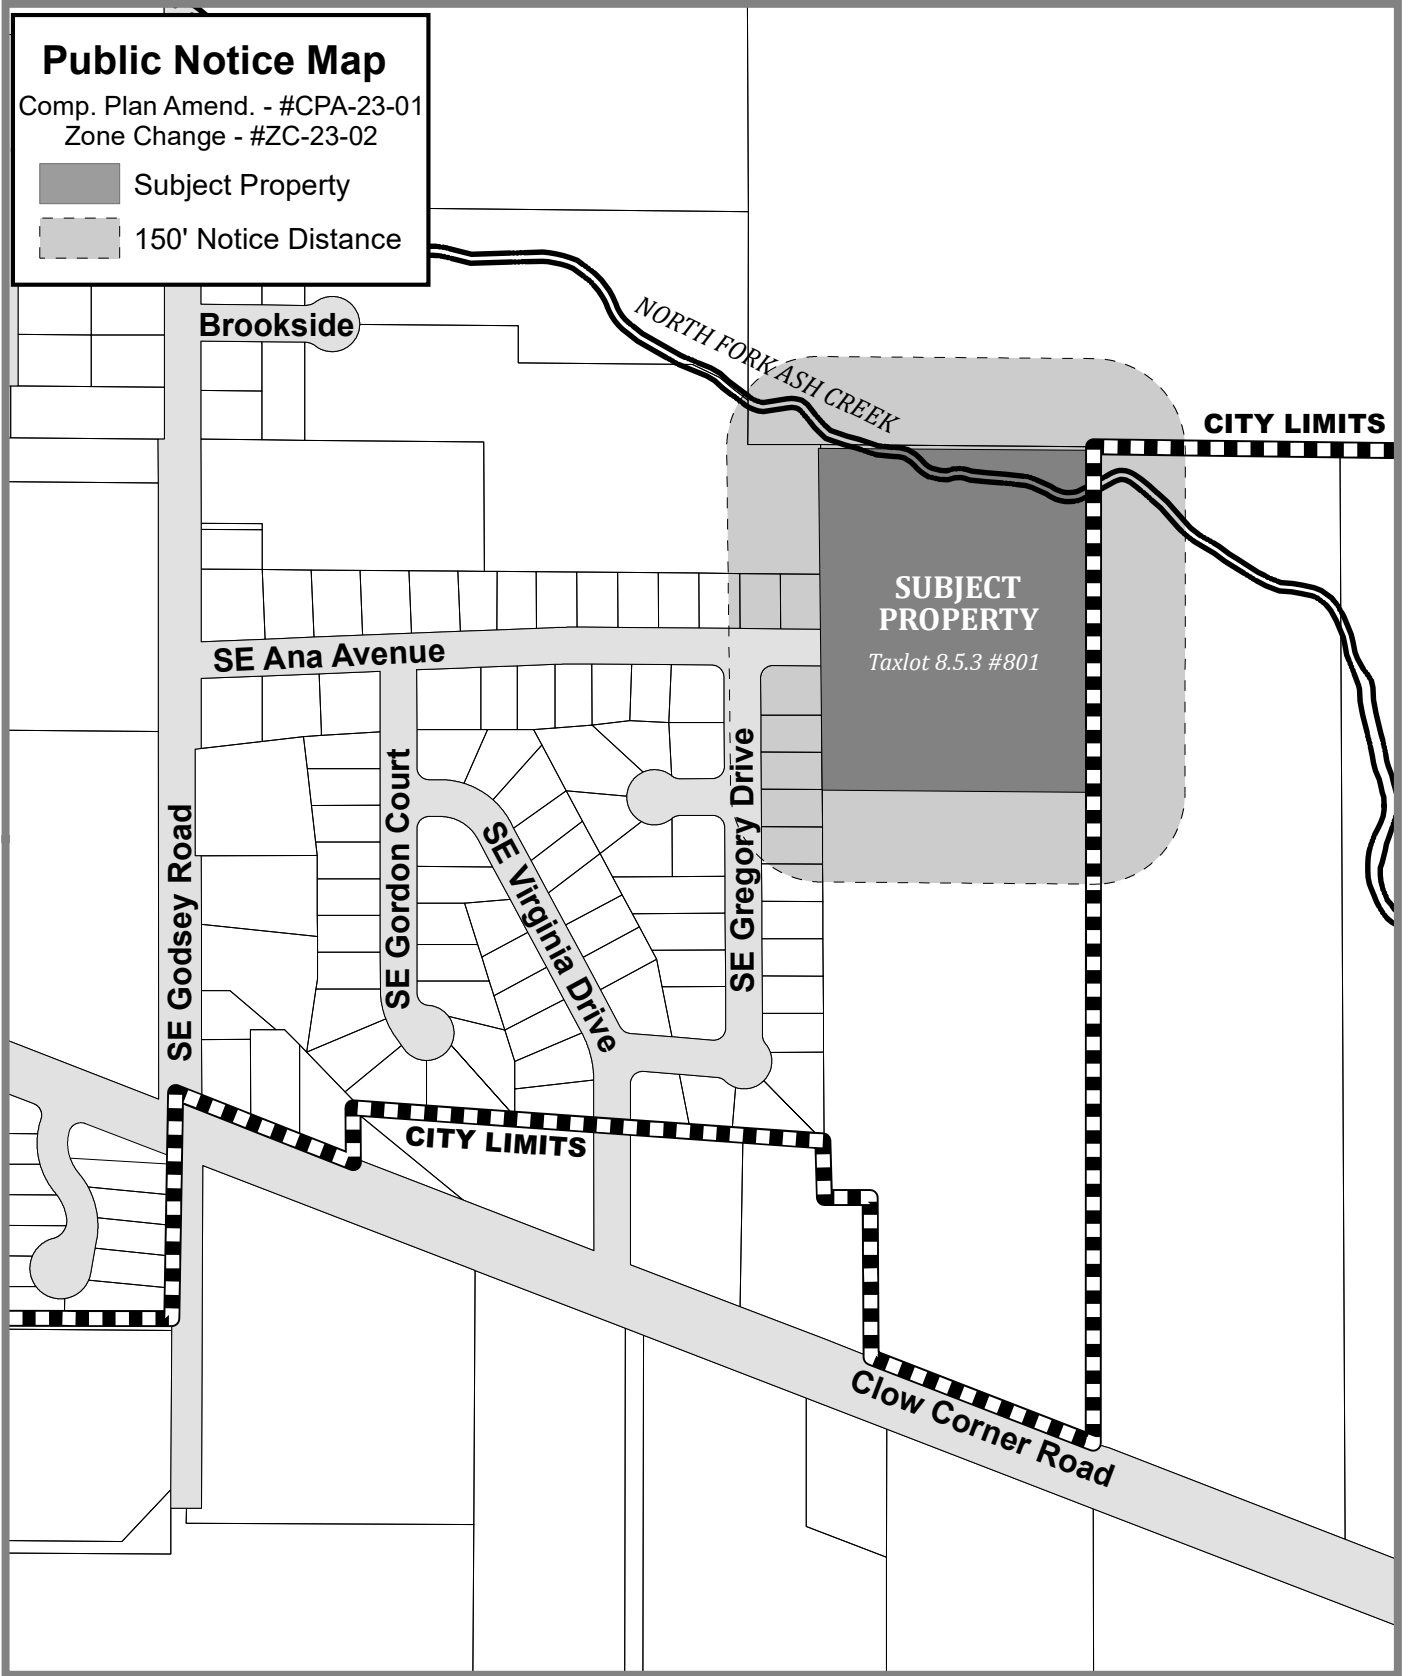 Public Notice Map
Comp. Plan Amend. - #CPA-23-01
Zone Change - #ZC-23-02
Subject Property
150' Notice Distance
Brookside
NORTH FORK ASH CREEK
CITY LIMITS
SUBJECT
PROPERTY
Taxlot 8.5.3 #801
SE Ana Avenue
SE Godsey Road
SE Gordon Court
SE Virginia Drive
SE Gregory Drive
CITY LIMITS
Clow Corner Road